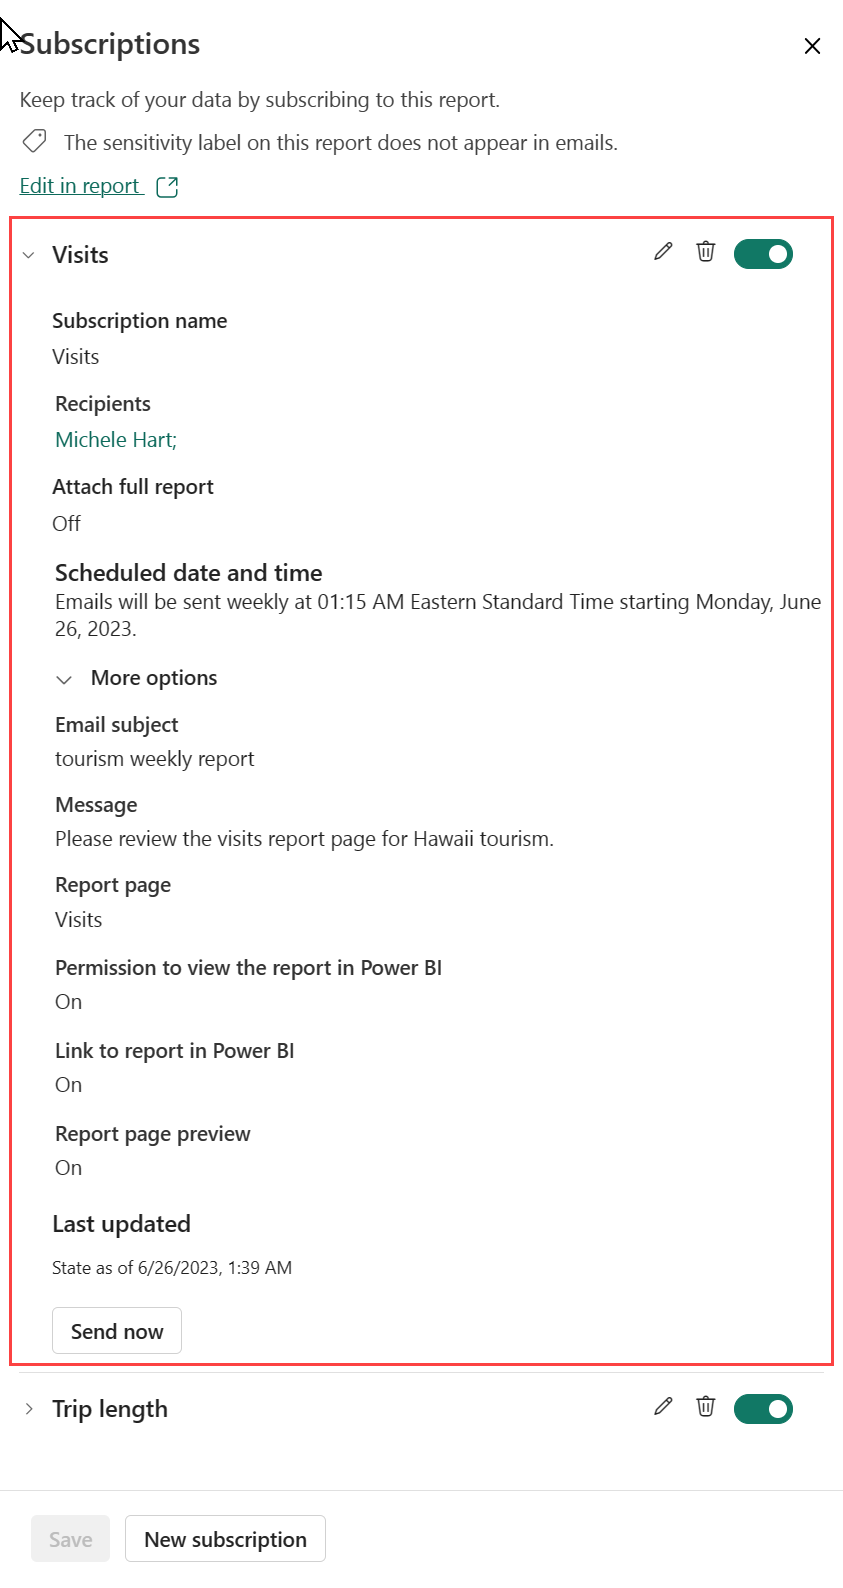 Subscriptions
Keep track of your data by subscribing to this report.
The sensitivity label on this report does not appear in emails.
Edit in report
Visits
Subscription name
Visits
Recipients
Michele Hart;
Attach full report
Off
Scheduled date and time
Emails will be sent weekly at 01:15 AM Eastern Standard Time starting Monday, June
26, 2023.
More options
Email subject
tourism weekly report
Message
Please review the visits report page for Hawaii tourism.
Report page
Visits
Permission to view the report in Power BI
On
Link to report in Power BI
On
Report page preview
On
Last updated
State as of 6/26/2023, 1:39 AM
Send now
Trip length
Save
New subscription